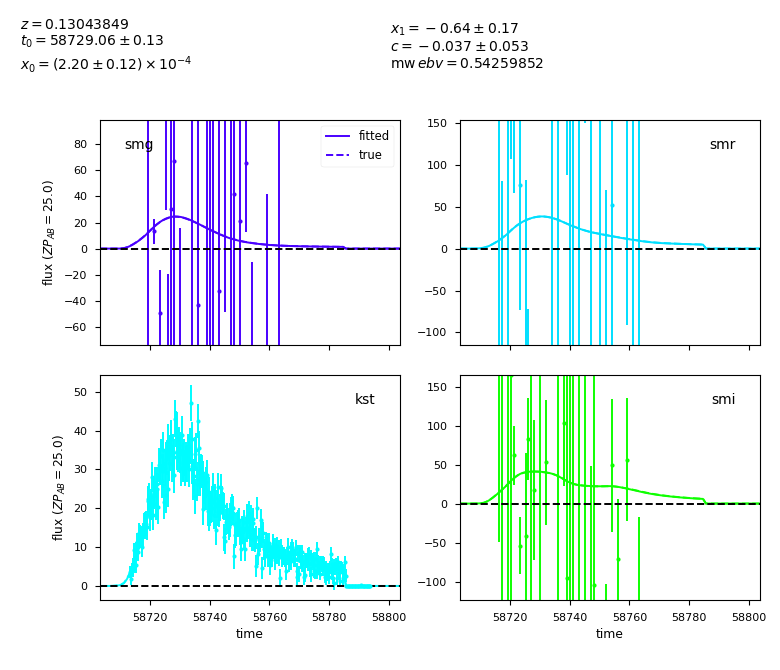 z = 0.13043849
t0 = 58729.06 ± 0.13
x0 = (2.20 ± 0.12) × 10^−4
x1 = −0.64 ± 0.17
c = −0.037 ± 0.053
mw ebv = 0.54259852
smg
fitted
true
flux (ZP_AB = 25.0)
80
60
40
20
0
−20
−40
−60
smr
150
100
50
0
−50
−100
kst
flux (ZP_AB = 25.0)
50
40
30
20
10
0
58720 58740 58760 58780 58800
time
smi
150
100
50
0
−50
−100
58720 58740 58760 58780 58800
time